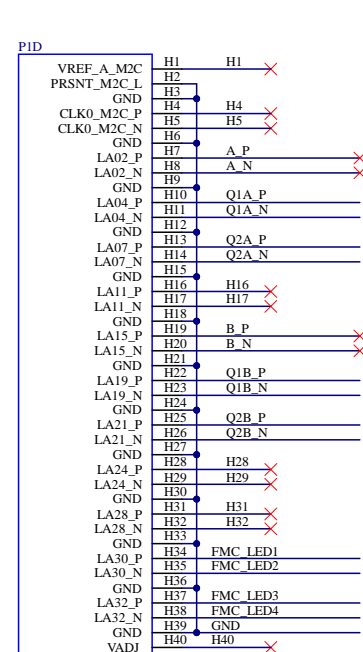 P1D
VREF_A_M2C H1 H1
PRSNT_M2C_L H2
GND H3
CLK0_M2C_P H4 H4
CLK0_M2C_N H5 H5
GND H6
LA02_P H7 A_P
LA02_N H8 A_N
GND H9
LA04_P H10 Q1A_P
LA04_N H11 Q1A_N
GND H12
LA07_P H13 Q2A_P
LA07_N H14 Q2A_N
GND H15
LA11_P H16 H16
LA11_N H17 H17
GND H18
LA15_P H19 B_P
LA15_N H20 B_N
GND H21
LA19_P H22 Q1B_P
LA19_N H23 Q1B_N
GND H24
LA21_P H25 Q2B_P
LA21_N H26 Q2B_N
GND H27
LA24_P H28 H28
LA24_N H29 H29
GND H30
LA28_P H31 H31
LA28_N H32 H32
GND H33
LA30_P H34 FMC_LED1
LA30_N H35 FMC_LED2
GND H36
LA32_P H37 FMC_LED3
LA32_N H38 FMC_LED4
GND H39 GND
VADJ H40 H40